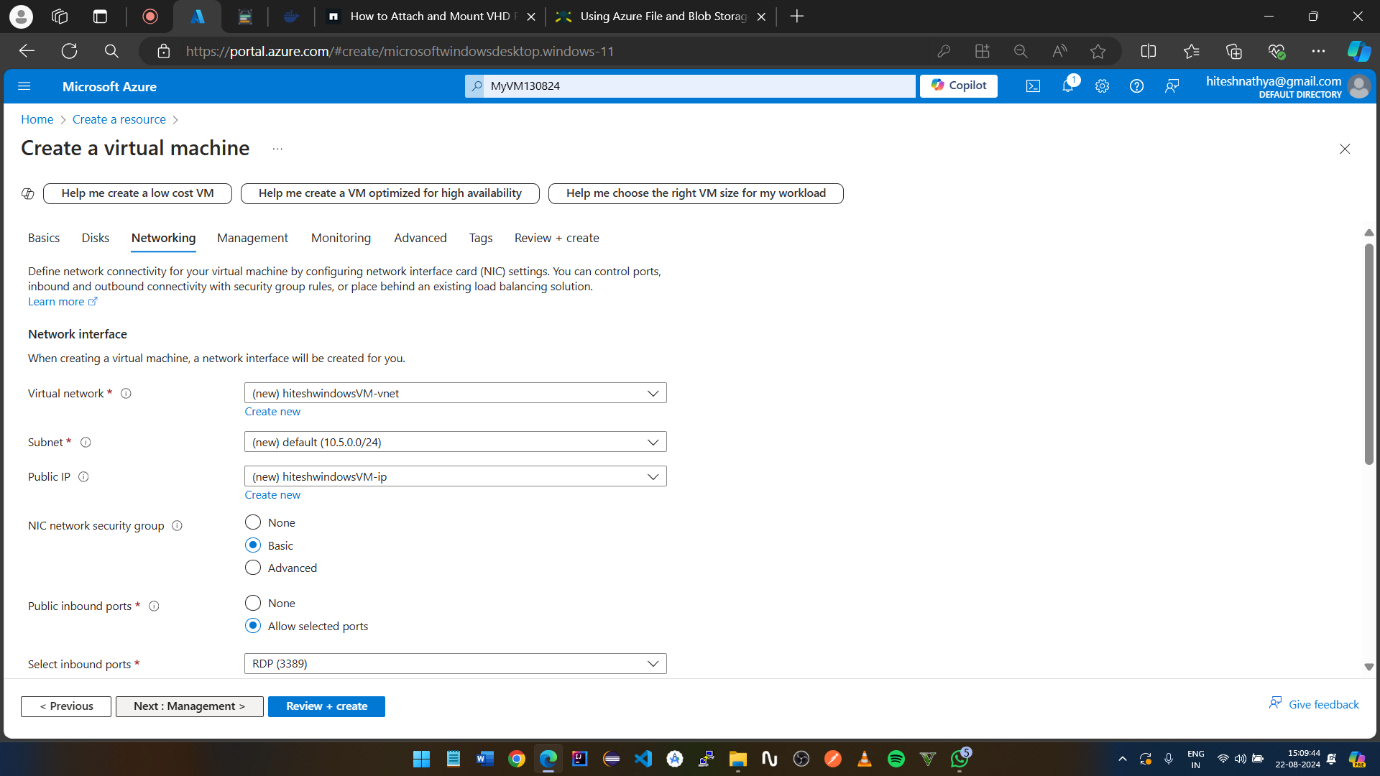 How to Attach and Mount VHD F
Using Azure File and Blob Storag
https://portal.azure.com/#create/microsoftwindowsdesktop.windows-11
Microsoft Azure
MyVM130824
Copilot
1
hiteshnathya@gmail.com
DEFAULT DIRECTORY
Home > Create a resource >
Create a virtual machine ...
Help me create a low cost VM
Help me create a VM optimized for high availability
Help me choose the right VM size for my workload
Basics Disks Networking Management Monitoring Advanced Tags Review + create
Define network connectivity for your virtual machine by configuring network interface card (NIC) settings. You can control ports,
inbound and outbound connectivity with security group rules, or place behind an existing load balancing solution.
Learn more
Network interface
When creating a virtual machine, a network interface will be created for you.
Virtual network *
(new) hiteshwindowsVM-vnet
Create new
Subnet *
(new) default (10.5.0.0/24)
Public IP
(new) hiteshwindowsVM-ip
Create new
NIC network security group
None
Basic
Advanced
Public inbound ports *
None
Allow selected ports
Select inbound ports *
RDP (3389)
< Previous
Next : Management >
Review + create
Give feedback
5
ENG
IN
15:09:44
22-08-2024